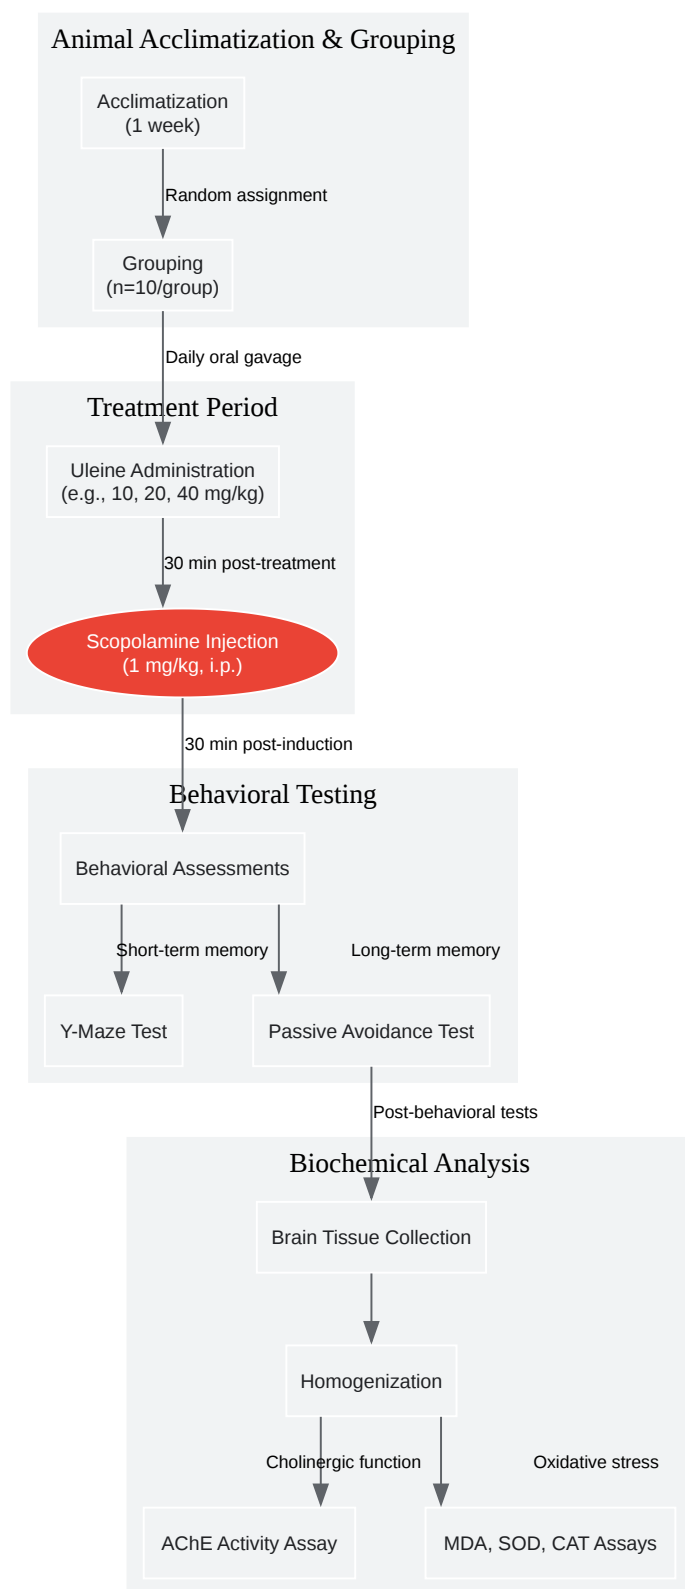 Animal Acclimatization & Grouping
Acclimatization
(1 week)
Random assignment
Grouping
(n=10/group)
Daily oral gavage
Treatment Period
Uleine Administration
(e.g., 10, 20, 40 mg/kg)
30 min post-treatment
Scopolamine Injection
(1 mg/kg, i.p.)
30 min post-induction
Behavioral Testing
Behavioral Assessments
Short-term memory
Long-term memory
Y-Maze Test
Passive Avoidance Test
Post-behavioral tests
Biochemical Analysis
Brain Tissue Collection
Homogenization
Cholinergic function
Oxidative stress
AChE Activity Assay
MDA, SOD, CAT Assays